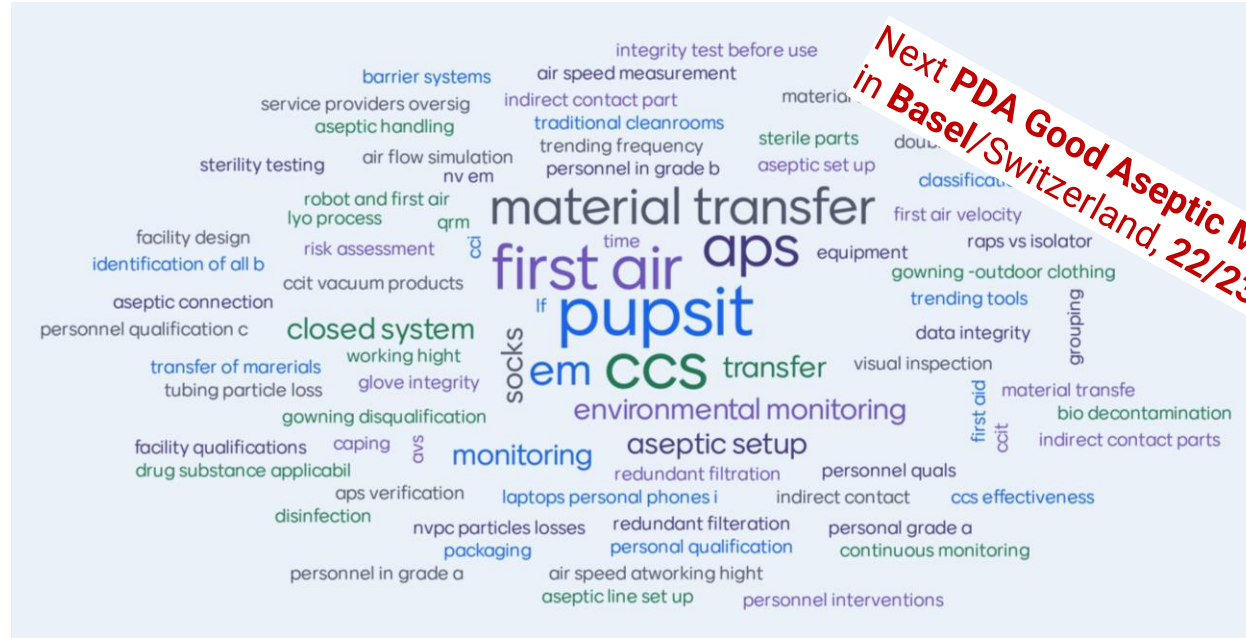 integrity test before use
barrier systems
air speed measurement
service providers oversig
indirect contact part
material
aseptic handling
traditional cleanrooms
trending frequency
sterile parts
sterility testing
air flow simulation
personnel in grade b
aseptic set up
nv em
robot and first air
material transfer
lyo process
qrm
first air velocity
facility design
risk assessment
cci
time
aps
equipment
raps vs isolator
identification of all b
first air
gowning -outdoor clothing
ccit vacuum products
aseptic connection
lf
pupsit
trending tools
grouping
personnel qualification c
closed system
data integrity
working hight
socks
em
ccs
transfer
visual inspection
transfer of marerials
tubing particle loss
glove integrity
first aid
material transfe
gowning disqualification
environmental monitoring
bio decontamination
facility qualifications
caping
avs
monitoring
aseptic setup
ccit
indirect contact parts
drug substance applicabil
redundant filtration
personnel quals
aps verification
laptops personal phones i
indirect contact
ccs effectiveness
disinfection
nvpc particles losses
redundant filteration
personal grade a
packaging
personal qualification
continuous monitoring
personnel in grade a
air speed atworking hight
aseptic line set up
personnel interventions
Next PDA Good Aseptic M
in Basel/Switzerland, 22/23